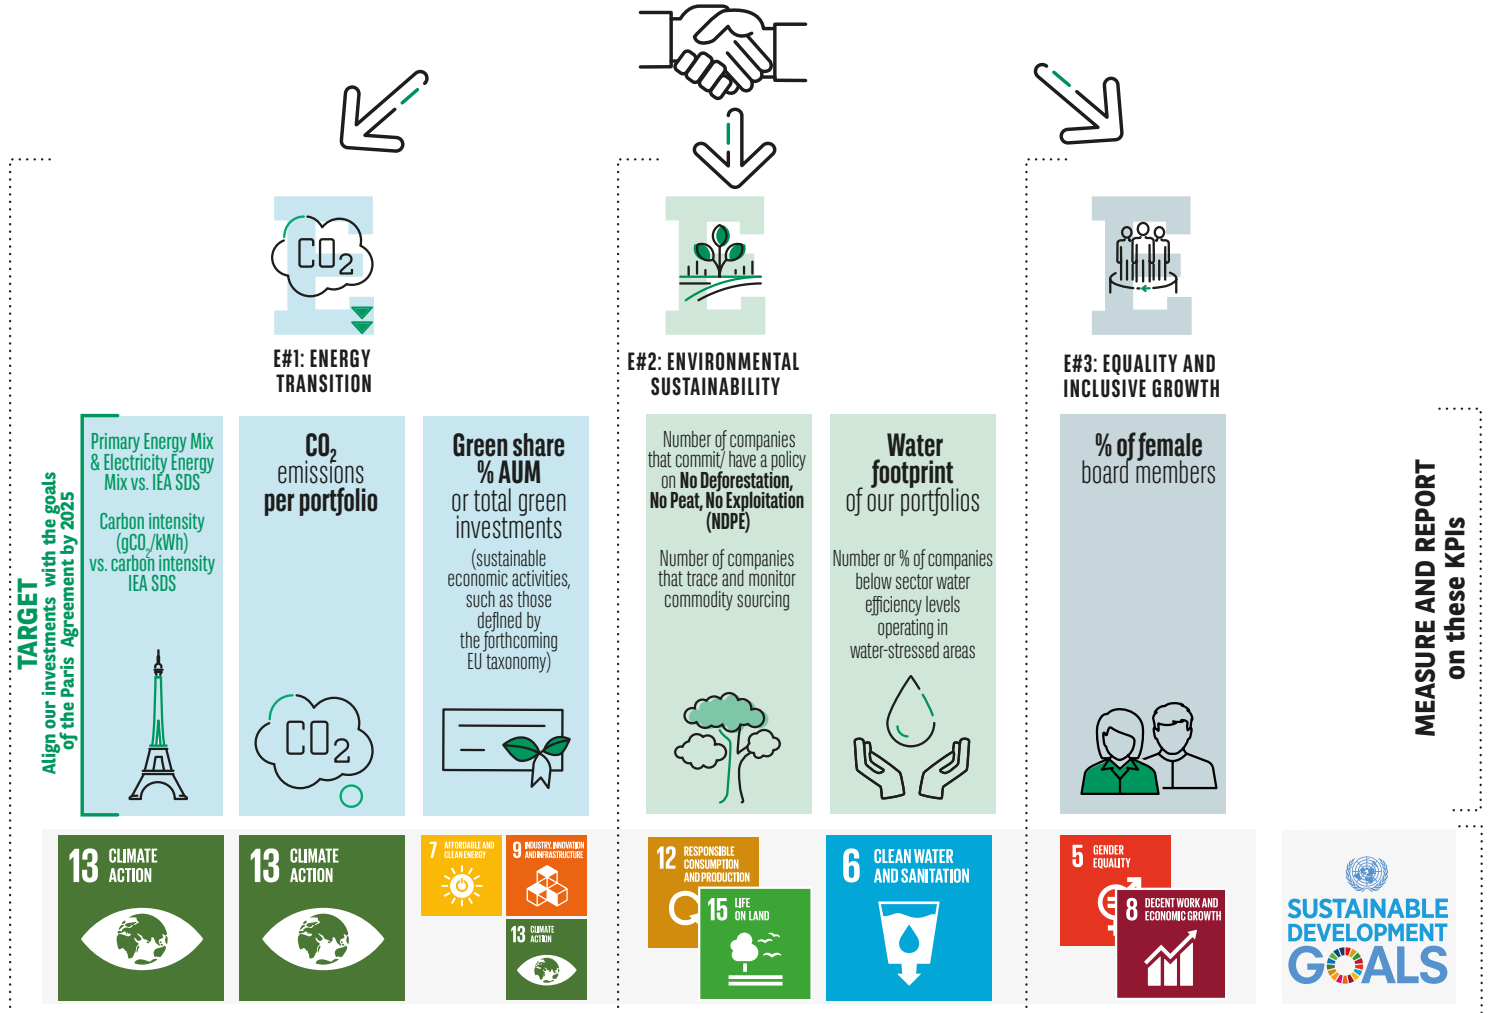 CO2
E#1: ENERGY
TRANSITION
E#2: ENVIRONMENTAL
SUSTAINABILITY
E#3: EQUALITY AND
INCLUSIVE GROWTH
TARGET
Align our investments with the goals
of the Paris Agreement by 2025
Primary Energy Mix
& Electricity Energy
Mix vs. IEA SDS
Carbon intensity
(gCO2/kWh)
vs. carbon intensity
IEA SDS
CO2
emissions
per portfolio
CO2
Green share
% AUM
or total green
investments
(sustainable
economic activities,
such as those
defined by
the forthcoming
EU taxonomy)
Number of companies
that commit/ have a policy
on No Deforestation,
No Peat, No Exploitation
(NDPE)
Number of companies
that trace and monitor
commodity sourcing
Water
footprint
of our portfolios
Number or % of companies
below sector water
efficiency levels
operating in
water-stressed areas
% of female
board members
MEASURE AND REPORT
on these KPIs
13 CLIMATE
ACTION
13 CLIMATE
ACTION
7 AFFORDABLE AND
CLEAN ENERGY
9 INDUSTRY, INNOVATION
AND INFRASTRUCTURE
13 CLIMATE
ACTION
12 RESPONSIBLE
CONSUMPTION
AND PRODUCTION
15 LIFE
ON LAND
6 CLEAN WATER
AND SANITATION
5 GENDER
EQUALITY
8 DECENT WORK AND
ECONOMIC GROWTH
SUSTAINABLE
DEVELOPMENT
GOALS